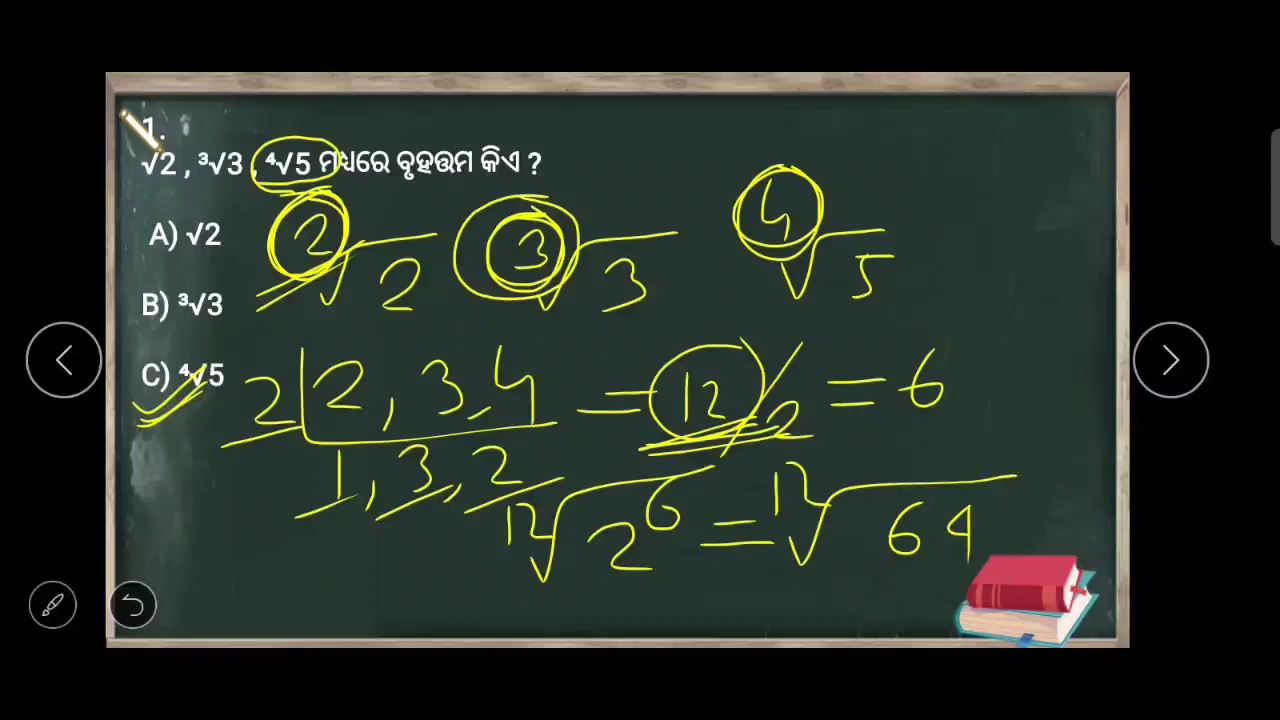 1.
√2 , ³√3 , ⁴√5 ମଧ୍ୟରେ ବୃହତ୍ତମ କିଏ ?
A) √2
2√2 3√3 4√5
B) ³√3
C) ⁴√5
2 | 2, 3, 4 = 12/2 = 6
1, 3, 2
12√2⁶ = 12√64